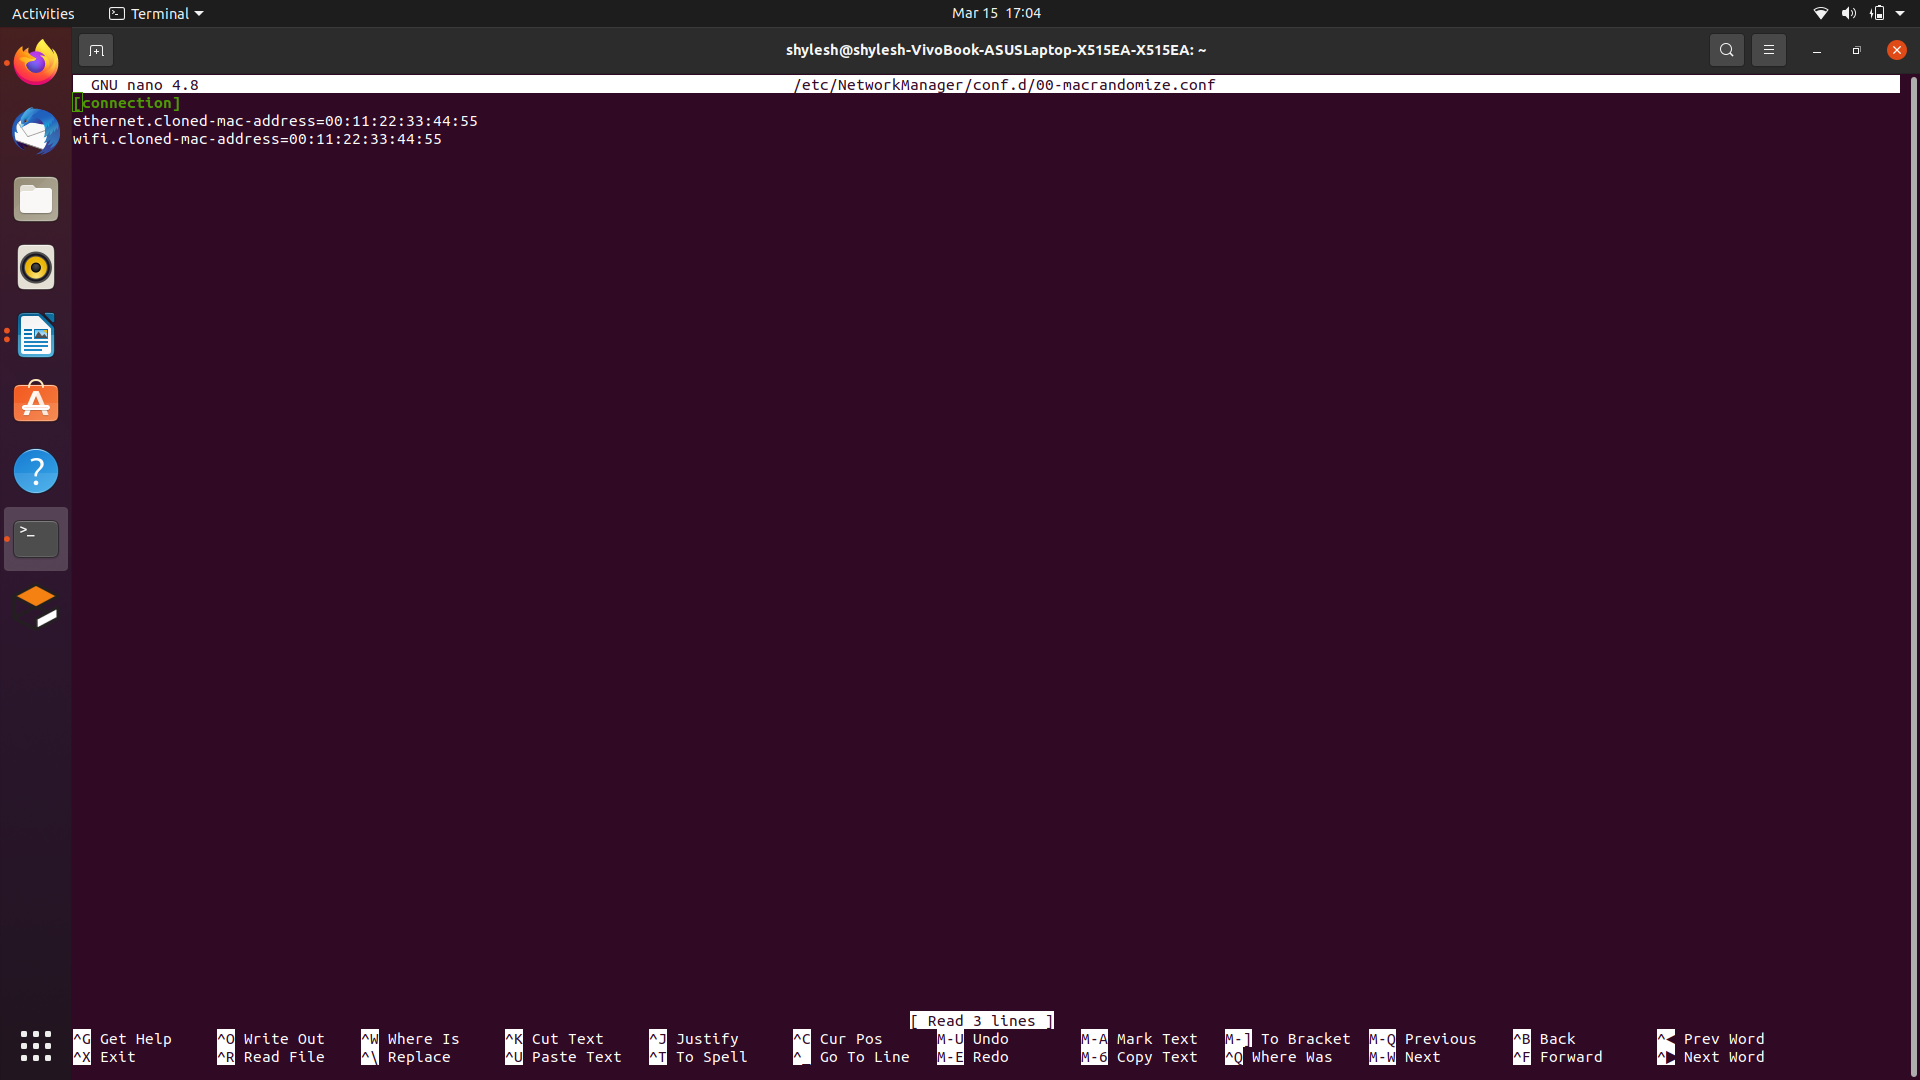 Activities Terminal Mar 15 17:04
shylesh@shylesh-VivoBook-ASUSLaptop-X515EA-X515EA: ~
GNU nano 4.8 /etc/NetworkManager/conf.d/00-macrandomize.conf
[connection]
ethernet.cloned-mac-address=00:11:22:33:44:55
wifi.cloned-mac-address=00:11:22:33:44:55
[ Read 3 lines ]
^G Get Help ^O Write Out ^W Where Is ^K Cut Text ^J Justify ^C Cur Pos M-U Undo M-A Mark Text M-] To Bracket M-Q Previous ^B Back ^◀ Prev Word
^X Exit ^R Read File ^\ Replace ^U Paste Text ^T To Spell ^_ Go To Line M-E Redo M-6 Copy Text ^Q Where Was M-W Next ^F Forward ^▶ Next Word